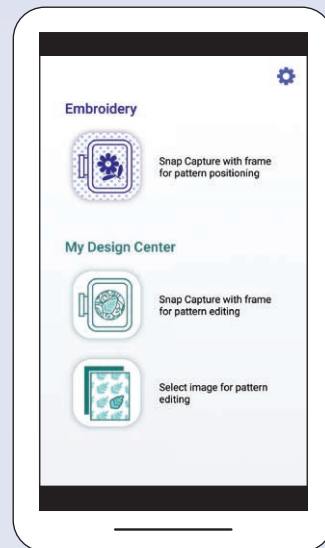 Embroidery
Snap Capture with frame
for pattern positioning
My Design Center
Snap Capture with frame
for pattern editing
Select image for pattern
editing